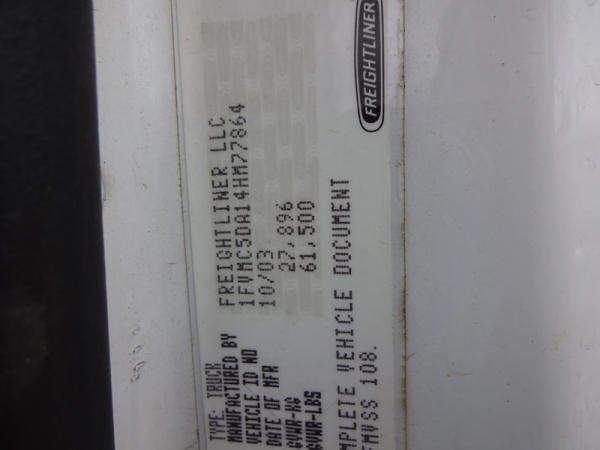 TYPE: TRUCK
MANUFACTURED BY FREIGHTLINER LLC
VEHICLE ID NO 1FVMC5DA14HM77864
DATE OF MFR 10/03
GVWR-KG 27,896
GVWR-LBS 61,500
MPLETE VEHICLE DOCUMENT
FMVSS 108.
FREIGHTLINER